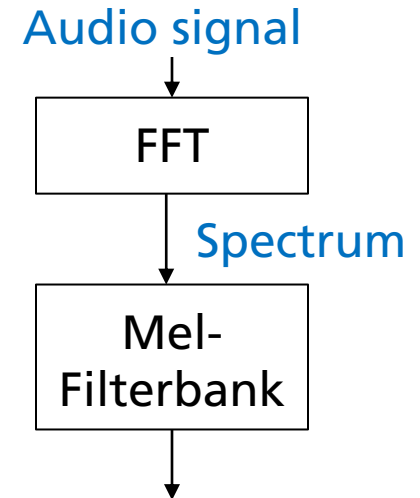 Audio signal
FFT
Spectrum
Mel-
Filterbank